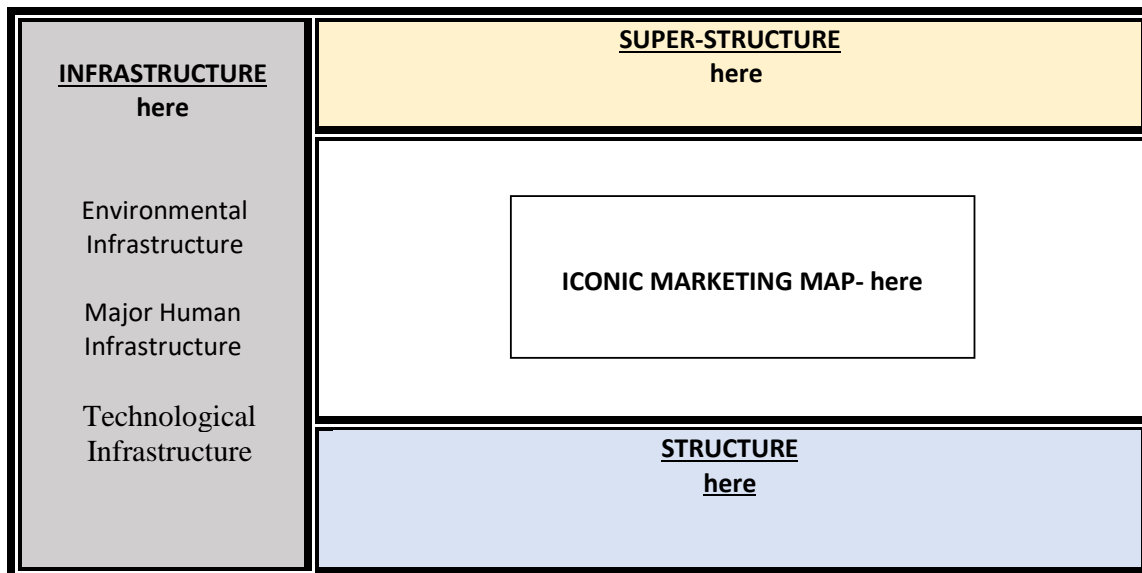 INFRASTRUCTURE
here
Environmental
Infrastructure
Major Human
Infrastructure
Technological
Infrastructure
SUPER-STRUCTURE
here
ICONIC MARKETING MAP- here
STRUCTURE
here